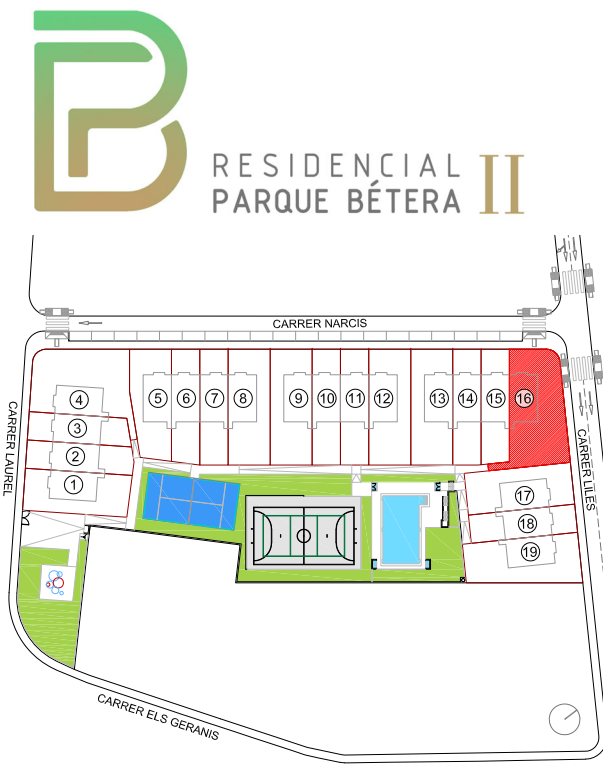 RESIDENCIAL
PARQUE BÉTERA II
CARRER NARCIS
CARRER LAUREL
CARRER LILES
4
3
2
1
5 6 7 8
9 10 11 12
13 14 15 16
17
18
19
CARRER ELS GERANIS